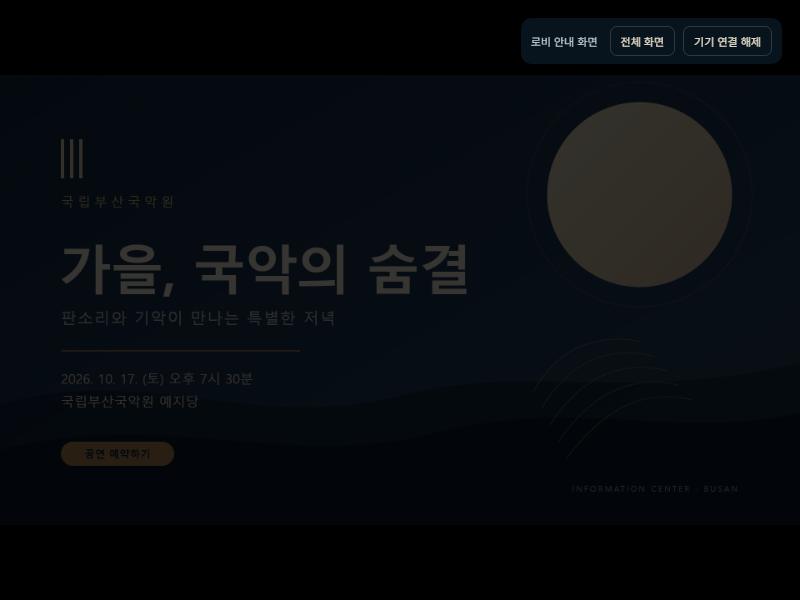 로비 안내 화면 전체 화면 기기 연결 해제
국립부산국악원
가을, 국악의 숨결
판소리와 기악이 만나는 특별한 저녁
2026. 10. 17. (토) 오후 7시 30분
국립부산국악원 예지당
공연 예약하기
INFORMATION CENTER · BUSAN